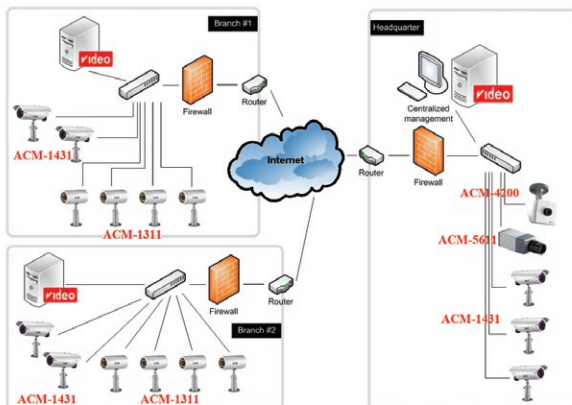 Branch #1
Video
Firewall
Router
ACM-1431
ACM-1311
Internet
Headquarter
Centralized
management
Video
Router
Firewall
ACM-4200
ACM-5611
ACM-1431
Video
Firewall
Router
Branch #2
ACM-1431
ACM-1311